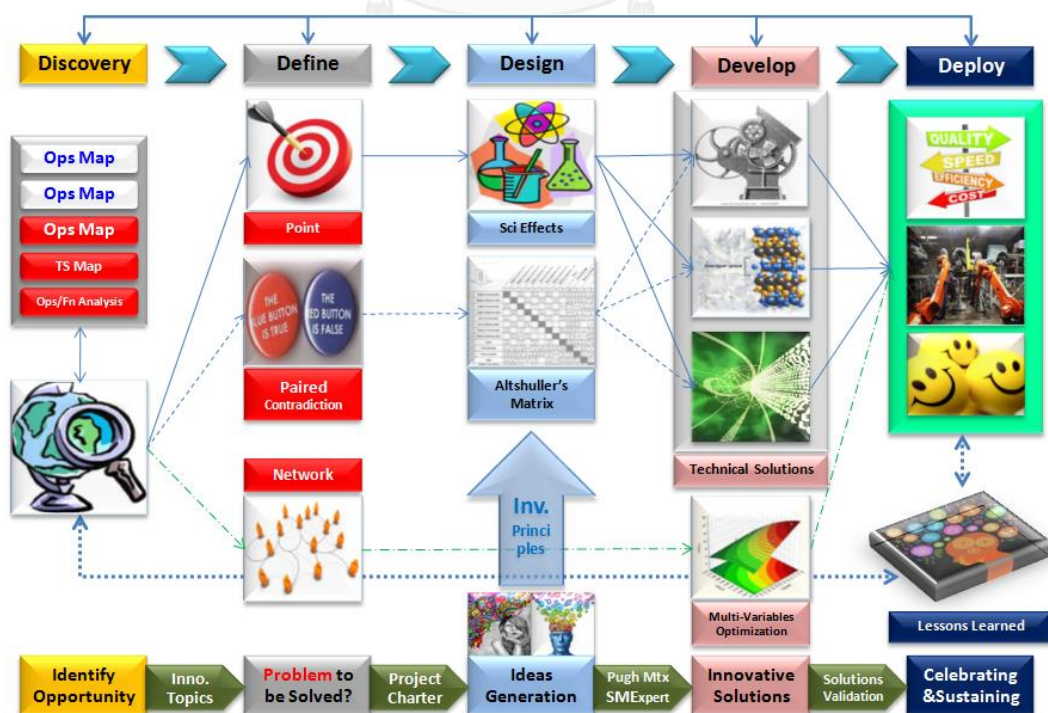 Discovery
Define
Design
Develop
Deploy
Ops Map
Ops Map
Ops Map
TS Map
Ops/Fn Analysis
Point
THE
BLUE BUTTON
IS TRUE
THE
RED BUTTON
IS FALSE
Paired
Contradiction
Network
Sci Effects
Altshuller's
Matrix
Inv.
Princi
ples
Technical Solutions
Multi-Variables
Optimization
QUALITY
SPEED
EFFICIENCY
COST
Lessons Learned
Identify
Opportunity
Inno.
Topics
Problem to
be Solved?
Project
Charter
Ideas
Generation
Pugh Mtx
SMExpert
Innovative
Solutions
Solutions
Validation
Celebrating
&Sustaining